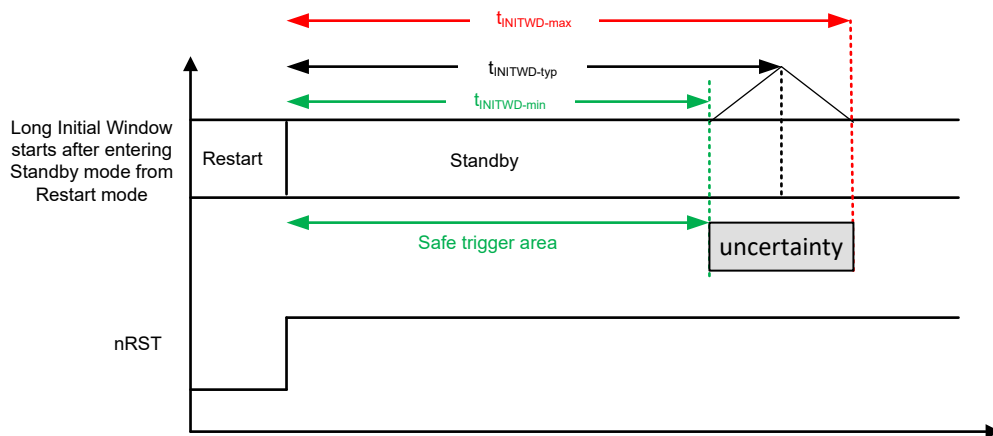 tINITWD-max
tINITWD-typ
tINITWD-min
Long Initial Window
starts after entering
Standby mode from
Restart mode
Restart
Standby
Safe trigger area
uncertainty
nRST